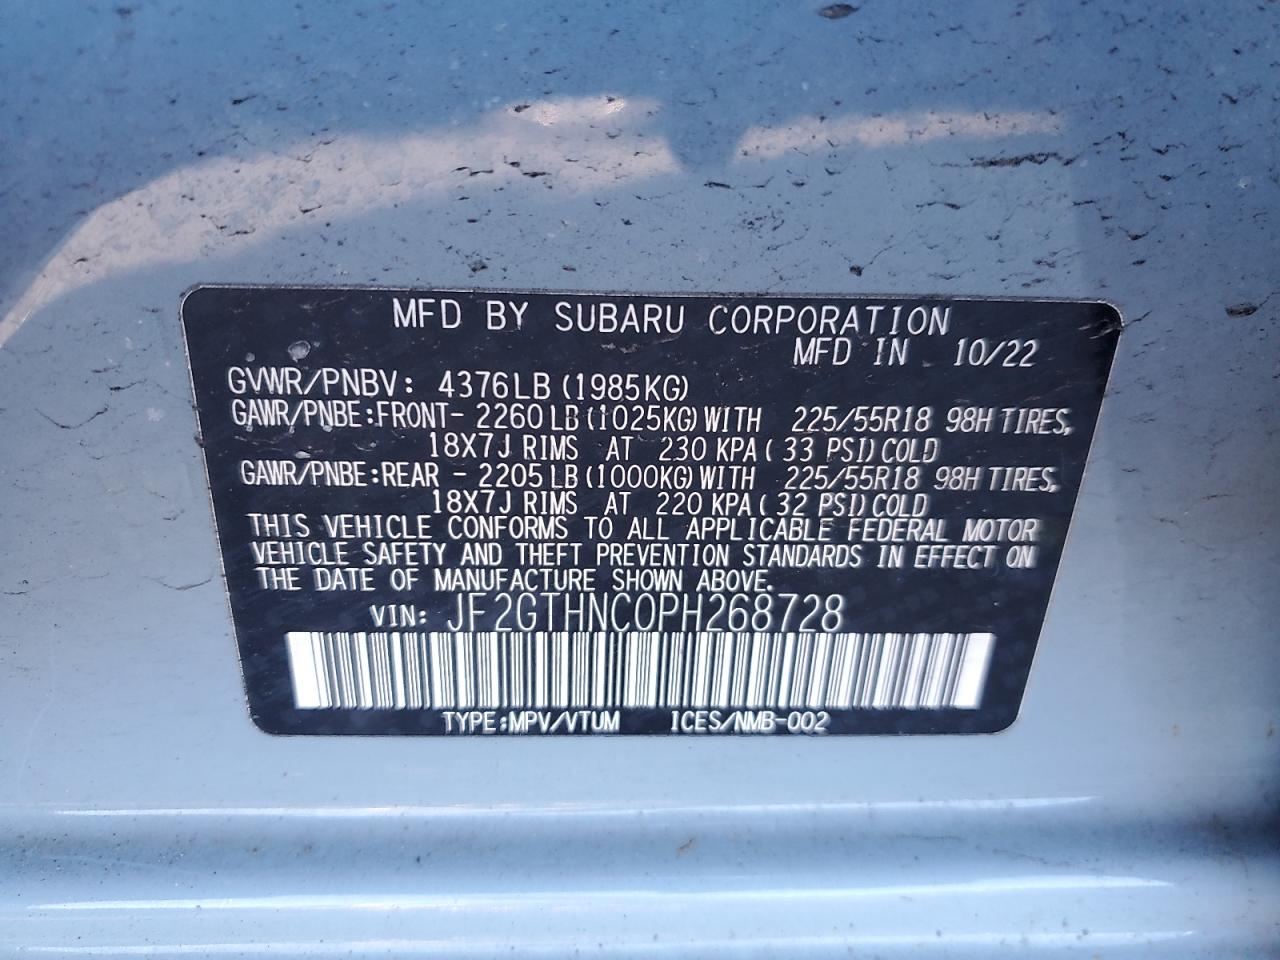 MFD BY SUBARU CORPORATION
MFD IN 10/22
GVWR/PNBV: 4376LB (1985KG)
GAWR/PNBE:FRONT- 2260LB (1025KG) WITH 225/55R18 98H TIRES,
18X7J RIMS AT 230 KPA ( 33 PSI) COLD
GAWR/PNBE:REAR - 2205LB (1000KG) WITH 225/55R18 98H TIRES,
18X7J RIMS AT 220 KPA ( 32 PSI) COLD
THIS VEHICLE CONFORMS TO ALL APPLICABLE FEDERAL MOTOR
VEHICLE SAFETY AND THEFT PREVENTION STANDARDS IN EFFECT ON
THE DATE OF MANUFACTURE SHOWN ABOVE.
VIN: JF2GTHNC0PH268728
TYPE:MPV/VTUM ICES/NMB-002